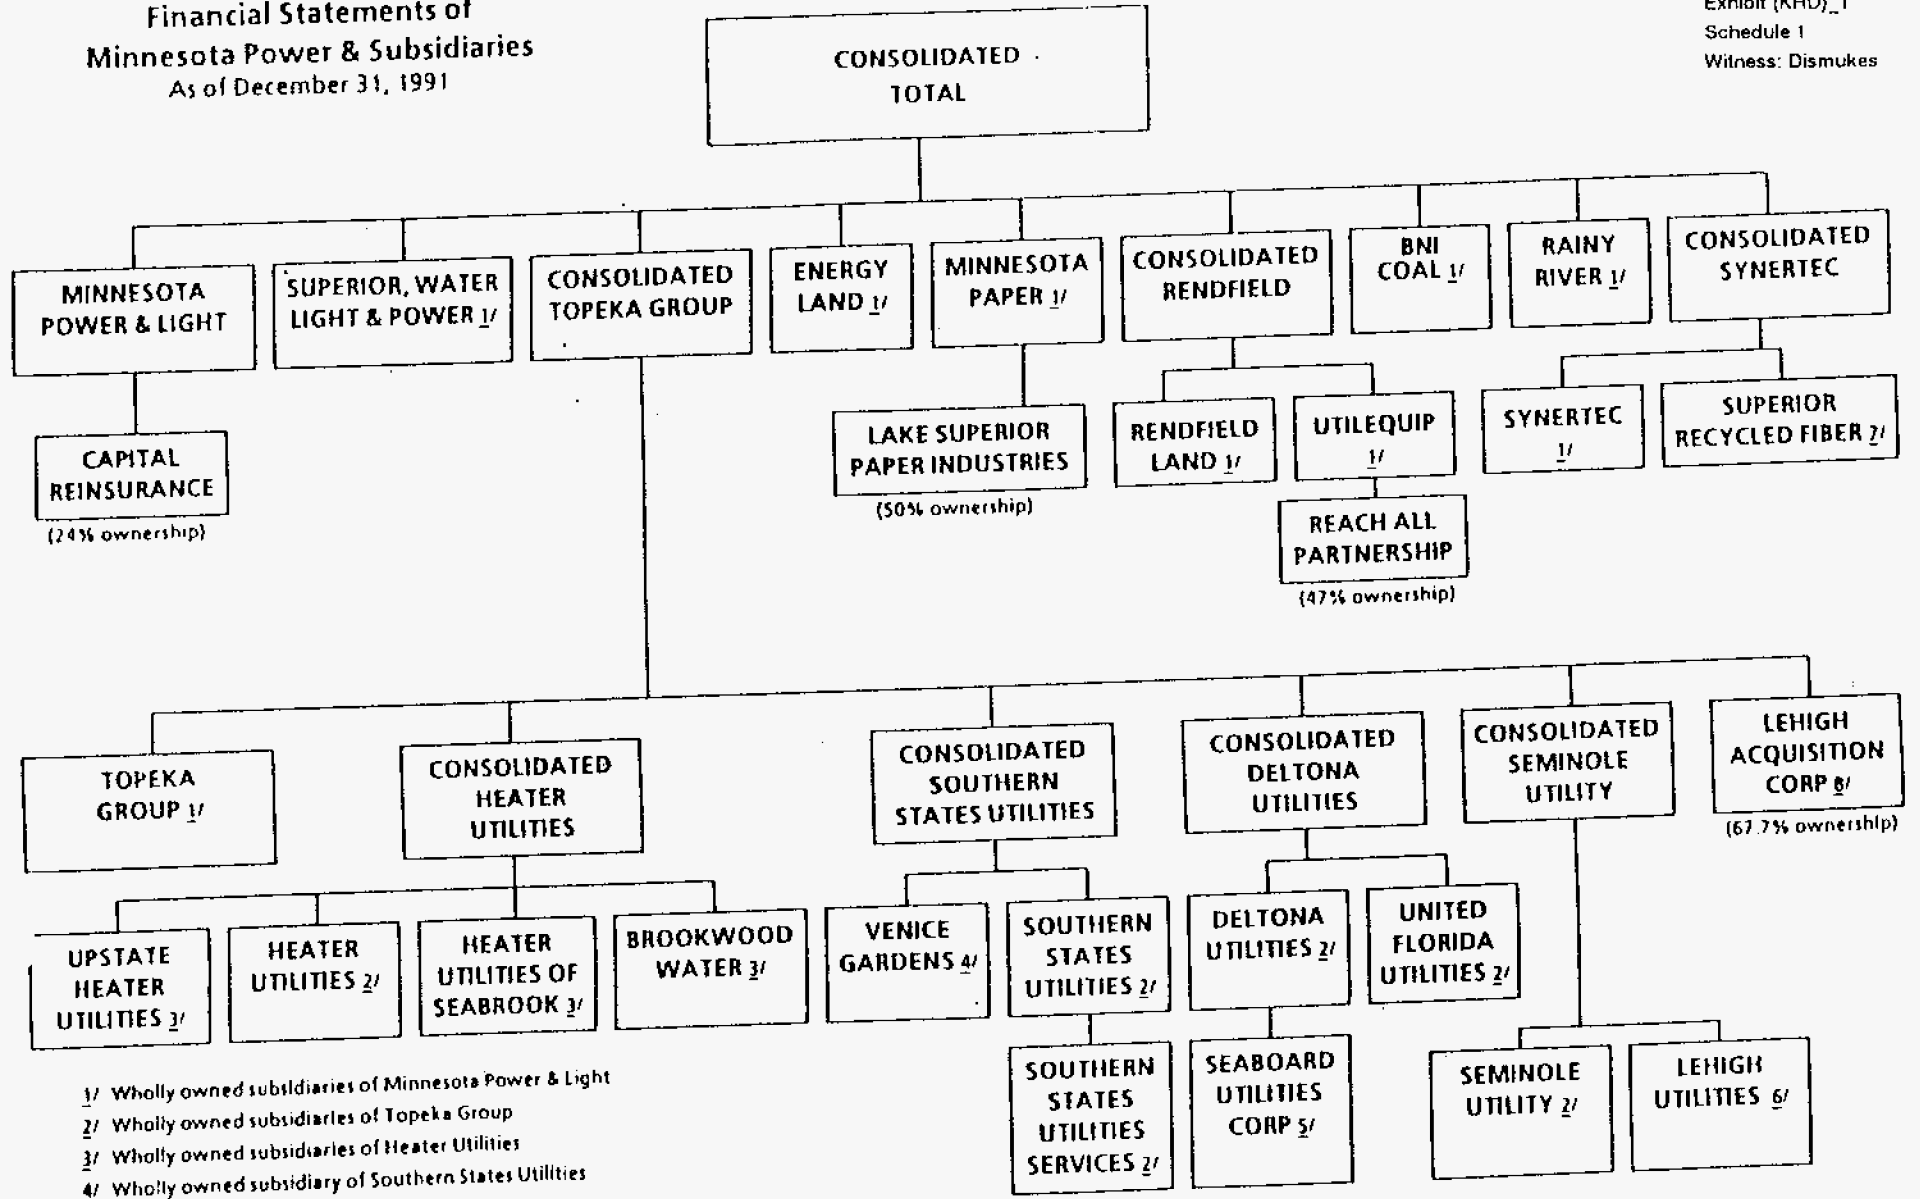 Financial Statements of
Minnesota Power & Subsidiaries
As of December 31, 1991
Exhibit (KHD)_1
Schedule 1
Witness: Dismukes
CONSOLIDATED
TOTAL
MINNESOTA
POWER & LIGHT
SUPERIOR, WATER
LIGHT & POWER 1/
CONSOLIDATED
TOPEKA GROUP
ENERGY
LAND 1/
MINNESOTA
PAPER 1/
CONSOLIDATED
RENDFIELD
BNI
COAL 1/
RAINY
RIVER 1/
CONSOLIDATED
SYNERTEC
CAPITAL
REINSURANCE
(24% ownership)
LAKE SUPERIOR
PAPER INDUSTRIES
(50% ownership)
RENDFIELD
LAND 1/
UTILEQUIP
1/
SYNERTEC
1/
SUPERIOR
RECYCLED FIBER 7/
REACH ALL
PARTNERSHIP
(47% ownership)
TOPEKA
GROUP 1/
CONSOLIDATED
HEATER
UTILITIES
CONSOLIDATED
SOUTHERN
STATES UTILITIES
CONSOLIDATED
DELTONA
UTILITIES
CONSOLIDATED
SEMINOLE
UTILITY
LEHIGH
ACQUISITION
CORP 8/
(67.7% ownership)
UPSTATE
HEATER
UTILITIES 3/
HEATER
UTILITIES 2/
HEATER
UTILITIES OF
SEABROOK 3/
BROOKWOOD
WATER 3/
VENICE
GARDENS 4/
SOUTHERN
STATES
UTILITIES 2/
DELTONA
UTILITIES 2/
UNITED
FLORIDA
UTILITIES 2/
SOUTHERN
STATES
UTILITIES
SERVICES 2/
SEABOARD
UTILITIES
CORP 5/
SEMINOLE
UTILITY 2/
LEHIGH
UTILITIES 6/
1/ Wholly owned subsidiaries of Minnesota Power & Light
2/ Wholly owned subsidiaries of Topeka Group
3/ Wholly owned subsidiaries of Heater Utilities
4/ Wholly owned subsidiary of Southern States Utilities